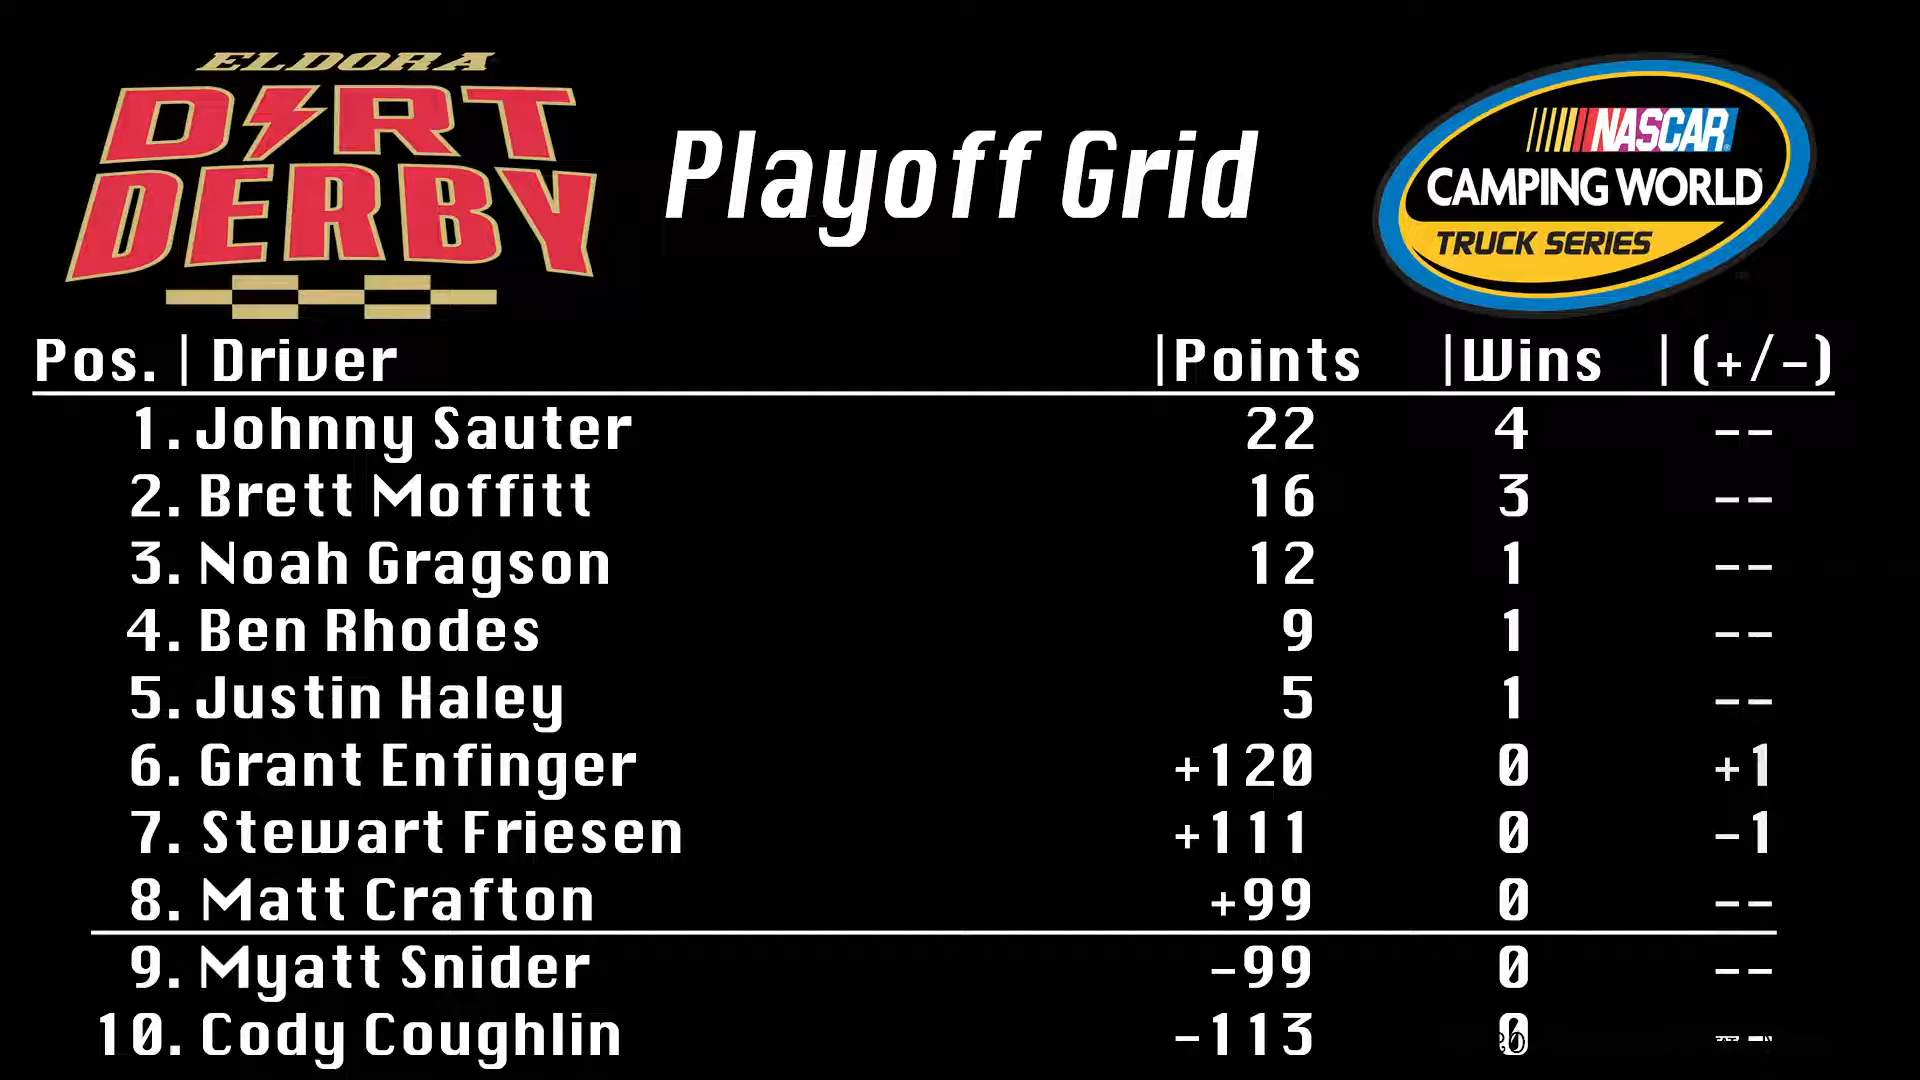 ELDORA
DIRT
DERBY
Playoff Grid
NASCAR
CAMPING WORLD
TRUCK SERIES
Pos. | Driver |Points |Wins | (+/-)
1. Johnny Sauter 22 4 --
2. Brett Moffitt 16 3 --
3. Noah Gragson 12 1 --
4. Ben Rhodes 9 1 --
5. Justin Haley 5 1 --
6. Grant Enfinger +120 0 +1
7. Stewart Friesen +111 0 -1
8. Matt Crafton +99 0 --
9. Myatt Snider -99 0 --
10. Cody Coughlin -113 0 --